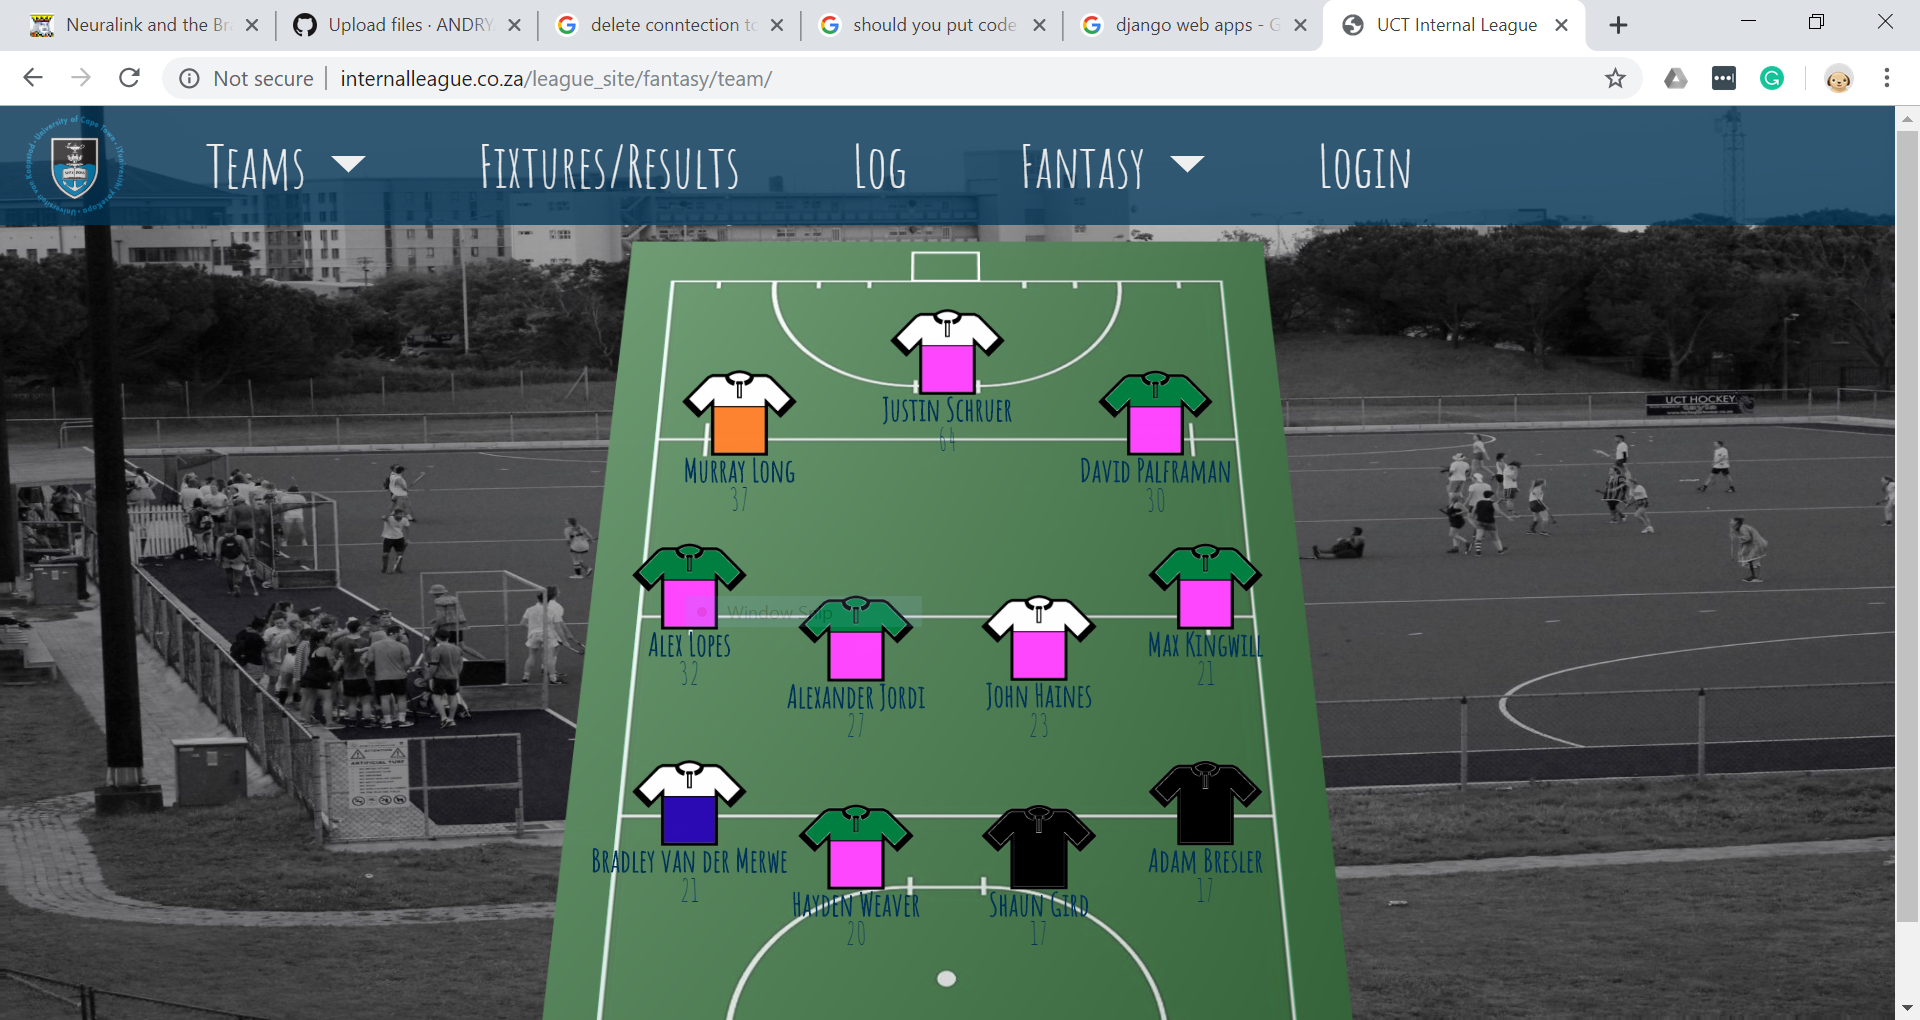 Neuralink and the Br
Upload files · ANDRY
delete conntection to
should you put code
django web apps - G
UCT Internal League
Not secure
internalleague.co.za/league_site/fantasy/team/
Teams
Fixtures/Results
Log
Fantasy
Login
UCT HOCKEY
Justin Schruer
64
Murray Long
37
David Palframan
30
Window Snip
Alex Lopes
32
Max Kingwill
21
Alexander Jordi
27
John Haines
23
Bradley van der Merwe
21
Adam Bresler
17
Hayden Weaver
20
Shaun Gird
17